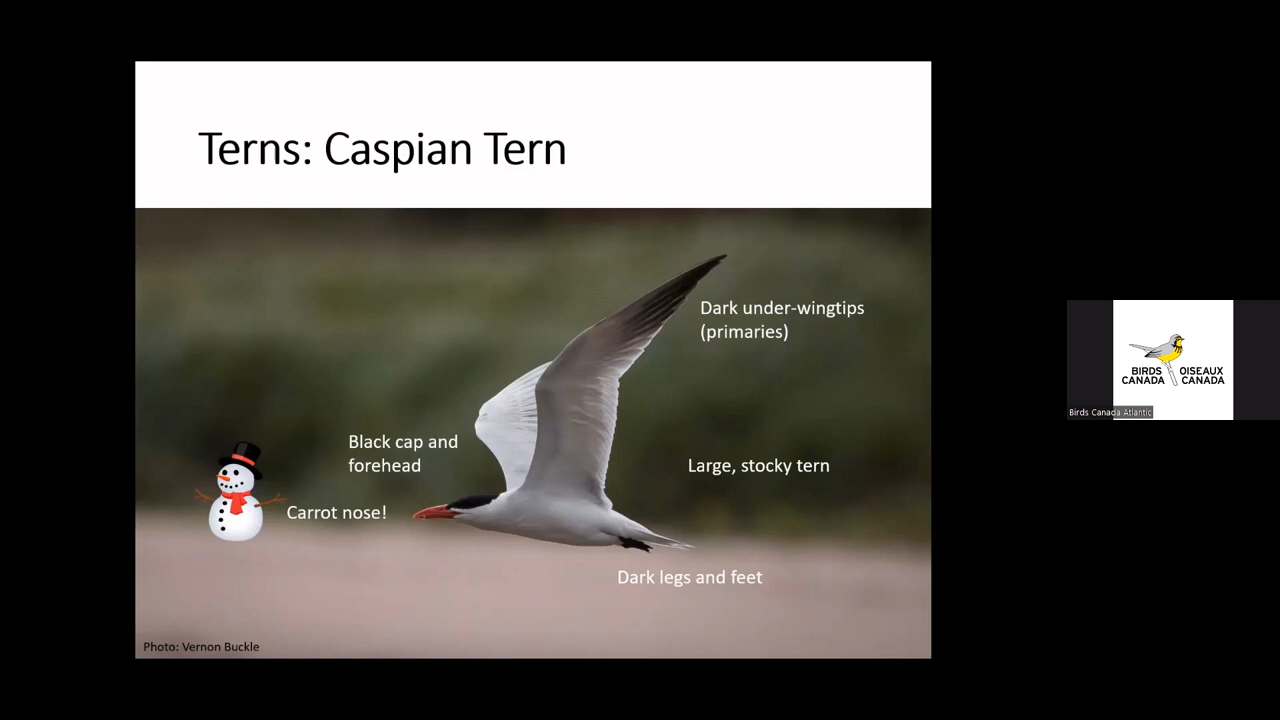 Terns: Caspian Tern
Dark under-wingtips
(primaries)
Black cap and
forehead
Large, stocky tern
Carrot nose!
Dark legs and feet
Photo: Vernon Buckle
BIRDS
CANADA
OISEAUX
CANADA
Birds Canada Atlantic